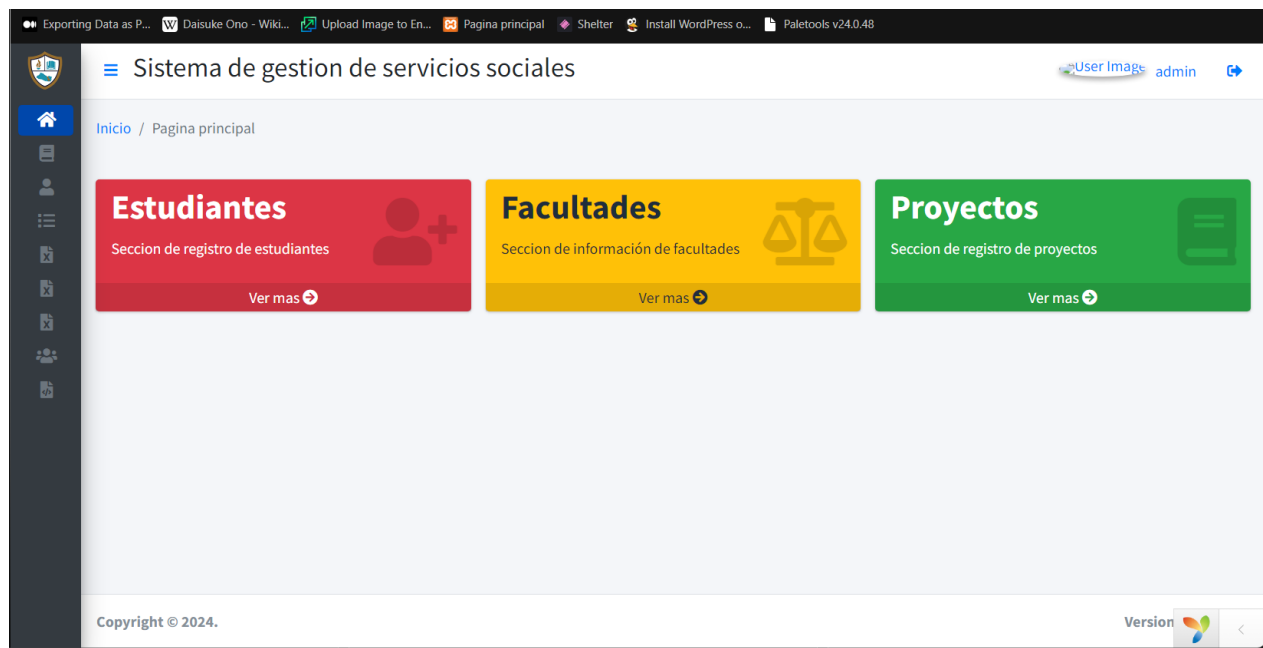 Exporting Data as P... Daisuke Ono - Wiki... Upload Image to En... Pagina principal Shelter Install WordPress o... Paletools v24.0.48
Sistema de gestion de servicios sociales
User Image admin
Inicio / Pagina principal
Estudiantes
Seccion de registro de estudiantes
Ver mas
Facultades
Seccion de información de facultades
Ver mas
Proyectos
Seccion de registro de proyectos
Ver mas
Copyright © 2024.
Version